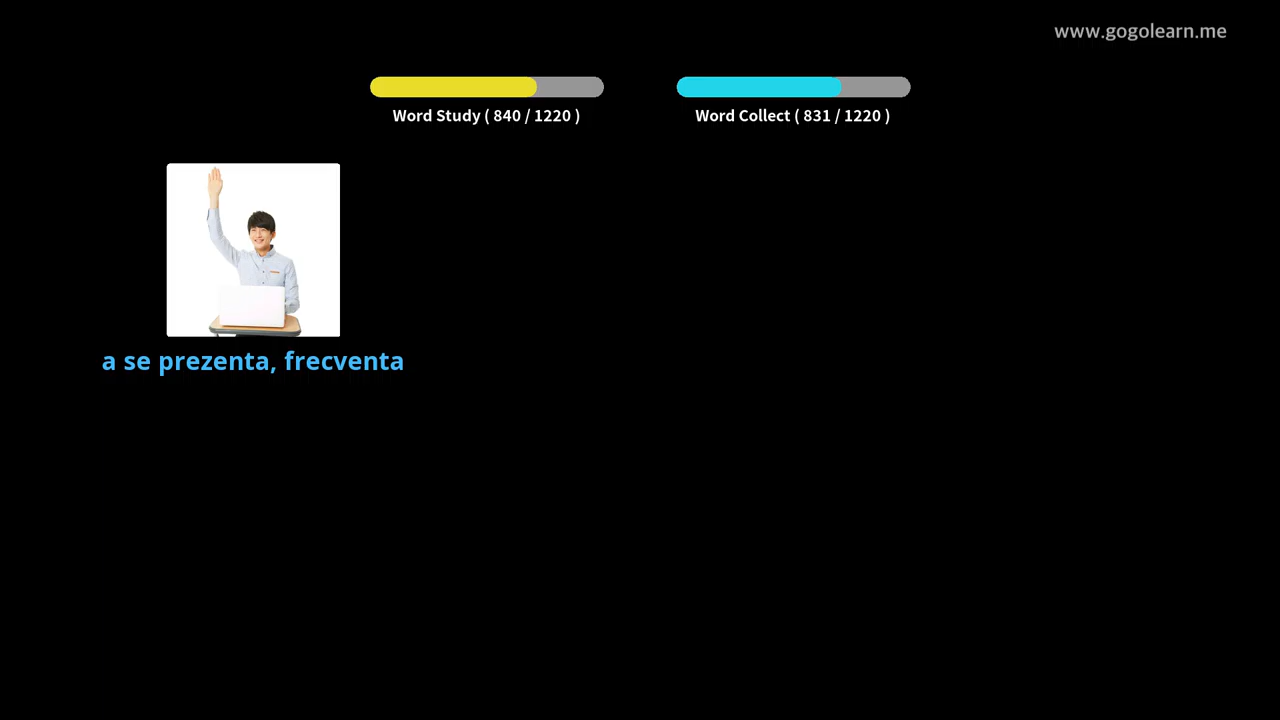 www.gogolearn.me
Word Study ( 840 / 1220 )
Word Collect ( 831 / 1220 )
a se prezenta, frecventa